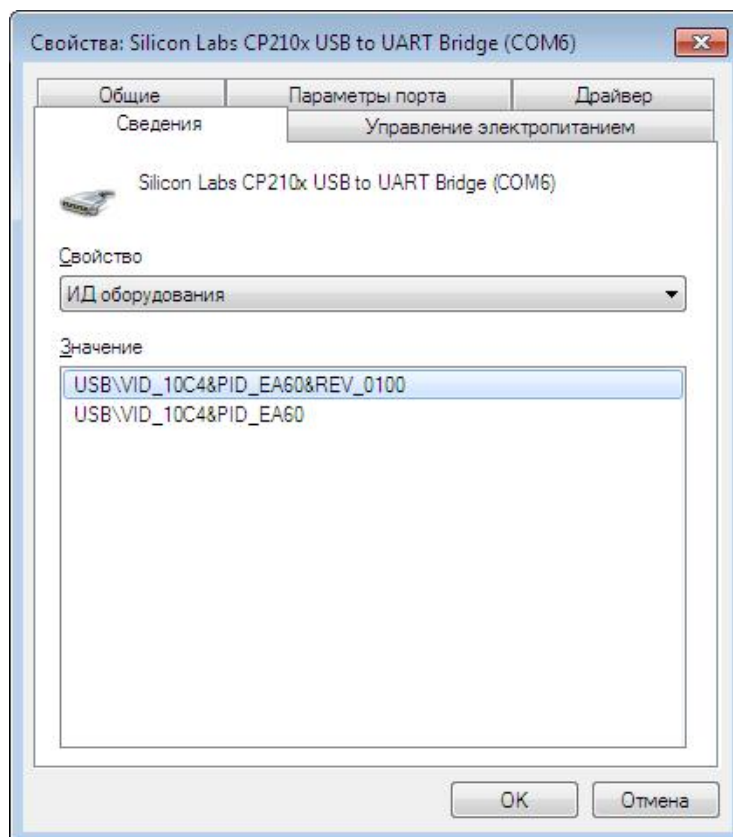 Свойства: Silicon Labs CP210x USB to UART Bridge (COM6)
Общие
Параметры порта
Драйвер
Сведения
Управление электропитанием
Silicon Labs CP210x USB to UART Bridge (COM6)
Свойство
ИД оборудования
Значение
USB\VID_10C4&PID_EA60&REV_0100
USB\VID_10C4&PID_EA60
OK
Отмена